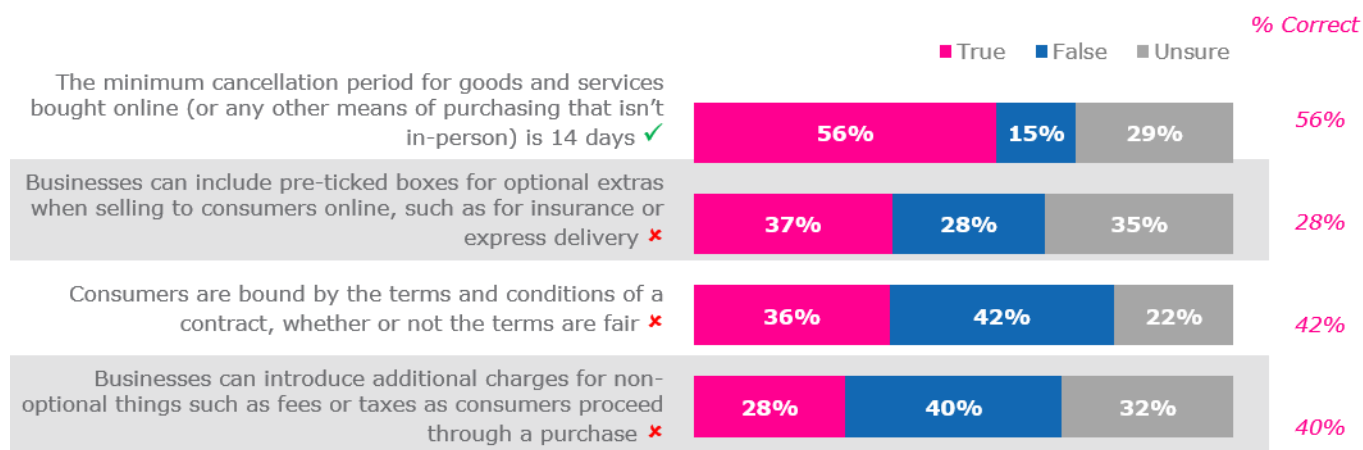 % Correct
True False Unsure
The minimum cancellation period for goods and services
bought online (or any other means of purchasing that isn't
in-person) is 14 days ✓
56% 15% 29%
56%
Businesses can include pre-ticked boxes for optional extras
when selling to consumers online, such as for insurance or
express delivery ✘
37% 28% 35%
28%
Consumers are bound by the terms and conditions of a
contract, whether or not the terms are fair ✘
36% 42% 22%
42%
Businesses can introduce additional charges for non-
optional things such as fees or taxes as consumers proceed
through a purchase ✘
28% 40% 32%
40%